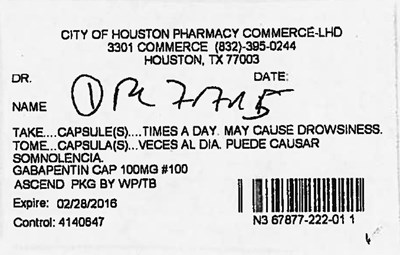 CITY OF HOUSTON PHARMACY COMMERCE-LHD
3301 COMMERCE (832)-395-0244
HOUSTON, TX 77003
DR. DATE:
NAME
TAKE....CAPSULE(S)....TIMES A DAY. MAY CAUSE DROWSINESS.
TOME...CAPSULA(S)...VECES AL DIA. PUEDE CAUSAR
SOMNOLENCIA.
GABAPENTIN CAP 100MG #100
ASCEND PKG BY WP/TB
Expire: 02/28/2016
Control: 4140647
N3 67877-222-01 1